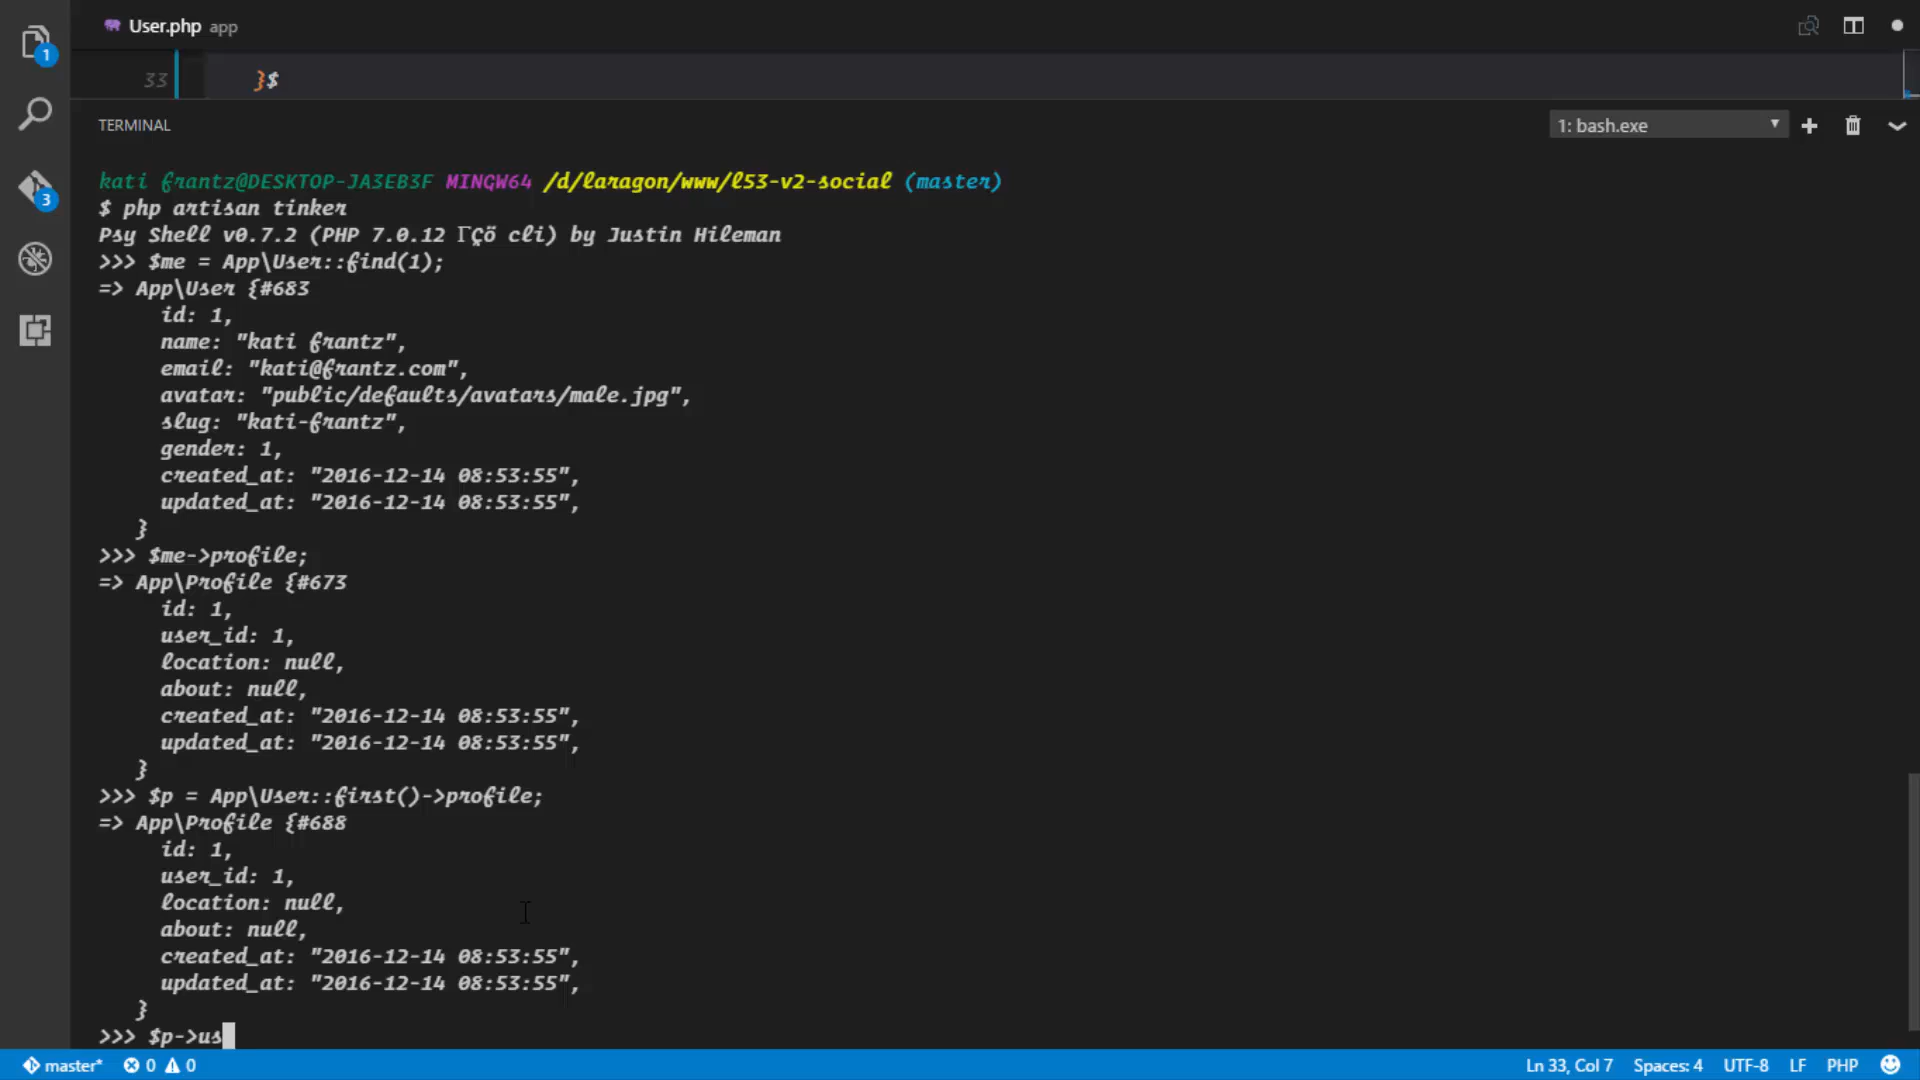 User.php app
1
33 }$
TERMINAL
1: bash.exe
3
kati frantz@DESKTOP-JA3EB3F MINGW64 /d/laragon/www/l53-v2-social (master)
$ php artisan tinker
Psy Shell v0.7.2 (PHP 7.0.12 ΓÇö cli) by Justin Hileman
>>> $me = App\User::find(1);
=> App\User {#683
id: 1,
name: "kati frantz",
email: "kati@frantz.com",
avatar: "public/defaults/avatars/male.jpg",
slug: "kati-frantz",
gender: 1,
created_at: "2016-12-14 08:53:55",
updated_at: "2016-12-14 08:53:55",
}
>>> $me->profile;
=> App\Profile {#673
id: 1,
user_id: 1,
location: null,
about: null,
created_at: "2016-12-14 08:53:55",
updated_at: "2016-12-14 08:53:55",
}
>>> $p = App\User::first()->profile;
=> App\Profile {#688
id: 1,
user_id: 1,
location: null,
about: null,
created_at: "2016-12-14 08:53:55",
updated_at: "2016-12-14 08:53:55",
}
>>> $p->us
master* 0 0 Ln 33, Col 7 Spaces: 4 UTF-8 LF PHP